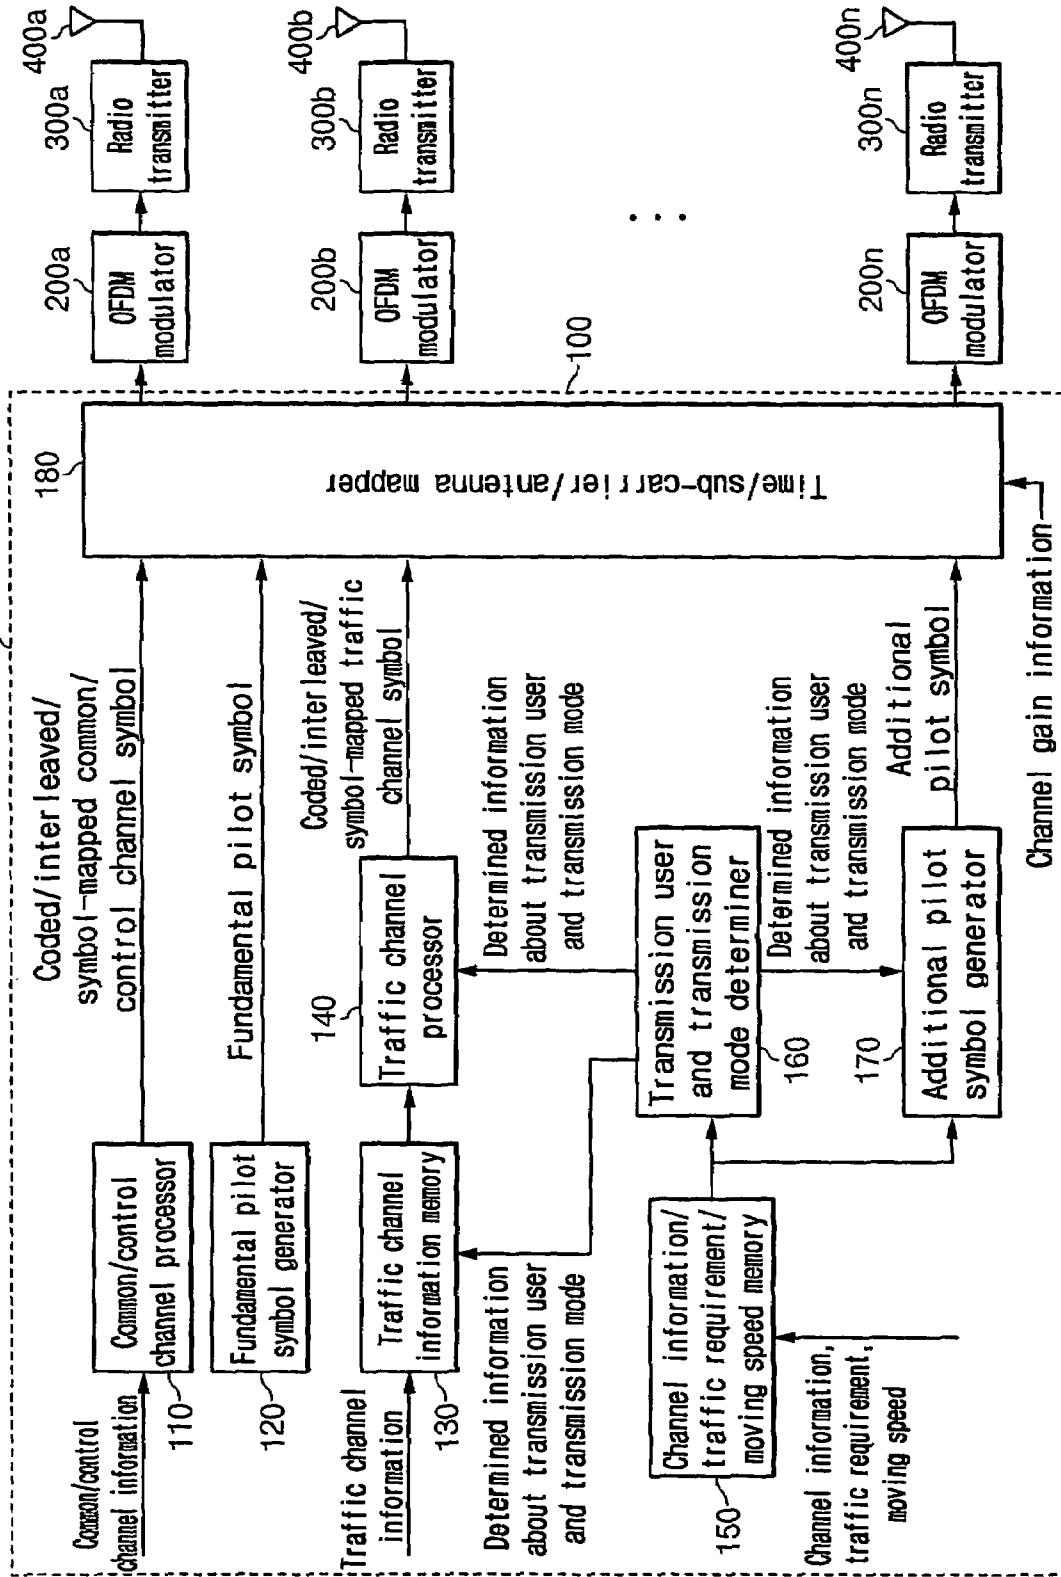 Common/control
channel information
110
Common/control
channel processor
Coded/interleaved/
symbol-mapped common/
control channel symbol
120
Fundamental pilot
symbol generator
Fundamental pilot symbol
Traffic channel
information
130
Traffic channel
information memory
140
Traffic channel
processor
Coded/interleaved/
symbol-mapped traffic
channel symbol
Determined information
about transmission user
and transmission mode
Determined information
about transmission user
and transmission mode
Transmission user
and transmission
mode determiner
160
Determined information
about transmission user
and transmission mode
Channel information/
traffic requirement/
moving speed memory
150
Channel information,
traffic requirement,
moving speed
170
Additional pilot
symbol generator
Additional
pilot symbol
Channel gain information
180
Time/sub-carrier/antenna mapper
100
200a
OFDM
modulator
300a
Radio
transmitter
400a
200b
OFDM
modulator
300b
Radio
transmitter
400b
. . .
200n
OFDM
modulator
300n
Radio
transmitter
400n